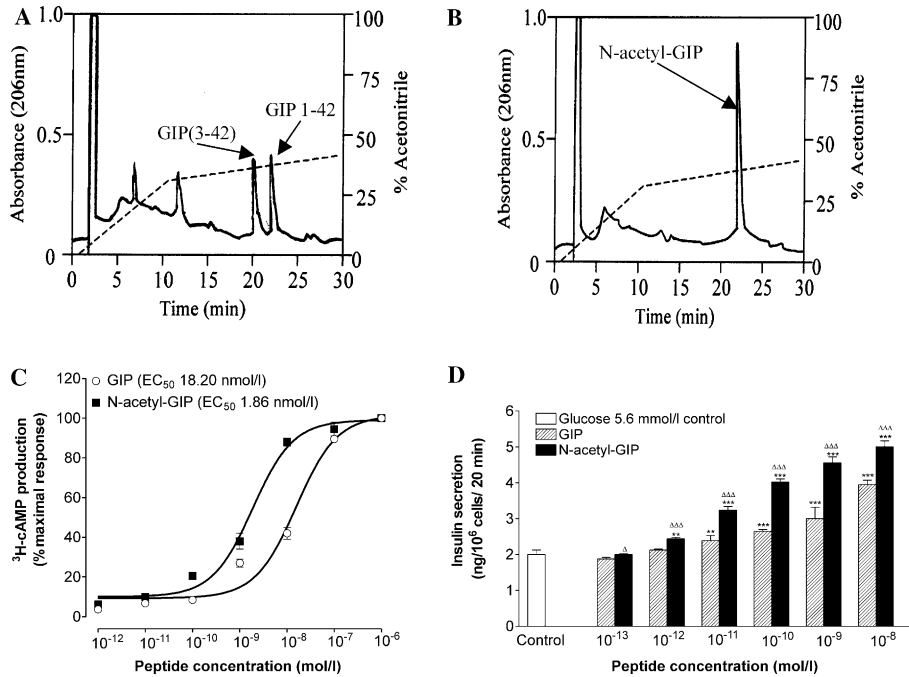 A
1.0
0.5
0
Absorbance (206nm)
GIP(3-42)
GIP 1-42
100
75
50
25
0
% Acetonitrile
0 5 10 15 20 25 30
Time (min)
B
1.0
0.5
0
Absorbance (206nm)
N-acetyl-GIP
100
75
50
25
0
% Acetonitrile
0 5 10 15 20 25 30
Time (min)
C
GIP (EC50 18.20 nmol/l)
N-acetyl-GIP (EC50 1.86 nmol/l)
120
100
80
60
40
20
0
3H-cAMP production
(% maximal response)
10-12 10-11 10-10 10-9 10-8 10-7 10-6
Peptide concentration (mol/l)
D
Glucose 5.6 mmol/l control
GIP
N-acetyl-GIP
6
5
4
3
2
1
0
Insulin secretion
(ng/106 cells/ 20 min)
Δ
ΔΔΔ
**
**
ΔΔΔ
***
***
ΔΔΔ
***
***
ΔΔΔ
***
***
ΔΔΔ
***
Control 10-13 10-12 10-11 10-10 10-9 10-8
Peptide concentration (mol/l)